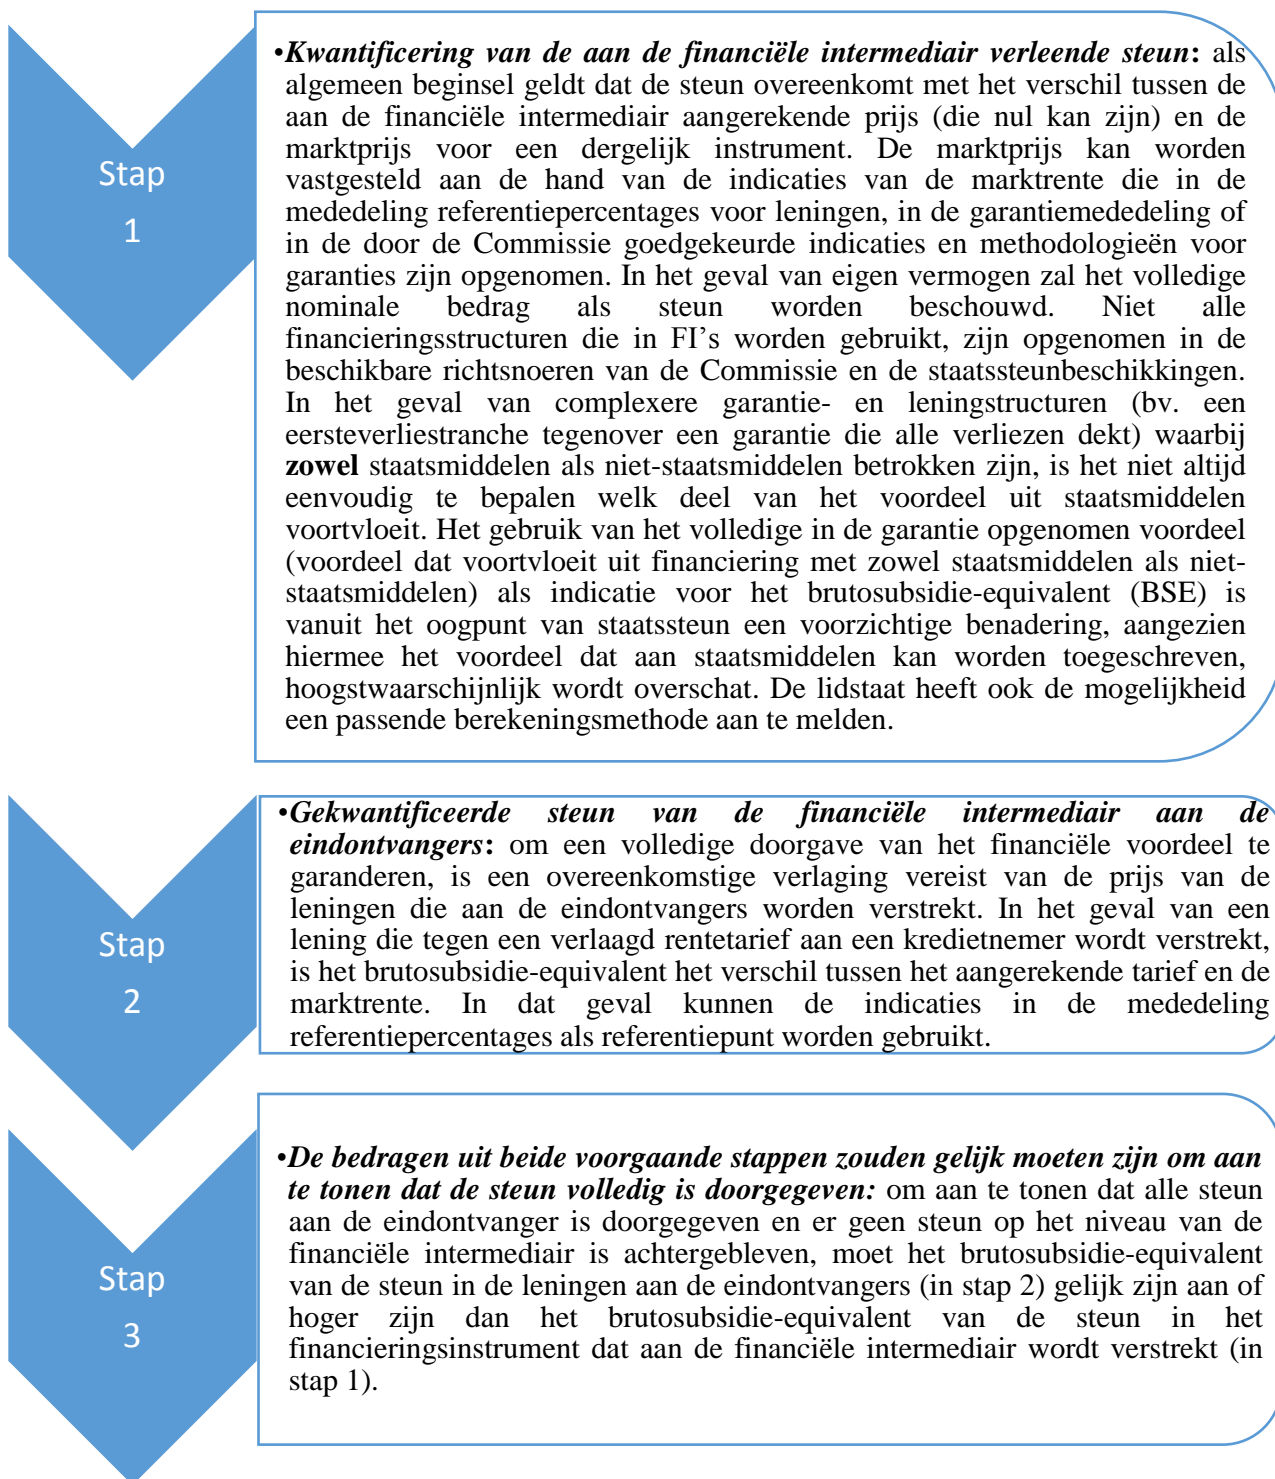 Stap
1
•Kwantificering van de aan de financiële intermediair verleende steun: als
algemeen beginsel geldt dat de steun overeenkomt met het verschil tussen de
aan de financiële intermediair aangerekende prijs (die nul kan zijn) en de
marktprijs voor een dergelijk instrument. De marktprijs kan worden
vastgesteld aan de hand van de indicaties van de marktrente die in de
mededeling referentiepercentages voor leningen, in de garantiemededeling of
in de door de Commissie goedgekeurde indicaties en methodologieën voor
garanties zijn opgenomen. In het geval van eigen vermogen zal het volledige
nominale bedrag als steun worden beschouwd. Niet alle
financieringsstructuren die in FI’s worden gebruikt, zijn opgenomen in de
beschikbare richtsnoeren van de Commissie en de staatssteunbeschikkingen.
In het geval van complexere garantie- en leningstructuren (bv. een
eersteverliestranche tegenover een garantie die alle verliezen dekt) waarbij
zowel staatsmiddelen als niet-staatsmiddelen betrokken zijn, is het niet altijd
eenvoudig te bepalen welk deel van het voordeel uit staatsmiddelen
voortvloeit. Het gebruik van het volledige in de garantie opgenomen voordeel
(voordeel dat voortvloeit uit financiering met zowel staatsmiddelen als niet-
staatsmiddelen) als indicatie voor het brutosubsidie-equivalent (BSE) is
vanuit het oogpunt van staatssteun een voorzichtige benadering, aangezien
hiermee het voordeel dat aan staatsmiddelen kan worden toegeschreven,
hoogstwaarschijnlijk wordt overschat. De lidstaat heeft ook de mogelijkheid
een passende berekeningsmethode aan te melden.
Stap
2
•Gekwantificeerde steun van de financiële intermediair aan de
eindontvangers: om een volledige doorgave van het financiële voordeel te
garanderen, is een overeenkomstige verlaging vereist van de prijs van de
leningen die aan de eindontvangers worden verstrekt. In het geval van een
lening die tegen een verlaagd rentetarief aan een kredietnemer wordt verstrekt,
is het brutosubsidie-equivalent het verschil tussen het aangerekende tarief en de
marktrente. In dat geval kunnen de indicaties in de mededeling
referentiepercentages als referentiepunt worden gebruikt.
Stap
3
•De bedragen uit beide voorgaande stappen zouden gelijk moeten zijn om aan
te tonen dat de steun volledig is doorgegeven: om aan te tonen dat alle steun
aan de eindontvanger is doorgegeven en er geen steun op het niveau van de
financiële intermediair is achtergebleven, moet het brutosubsidie-equivalent
van de steun in de leningen aan de eindontvangers (in stap 2) gelijk zijn aan of
hoger zijn dan het brutosubsidie-equivalent van de steun in het
financieringsinstrument dat aan de financiële intermediair wordt verstrekt (in
stap 1).